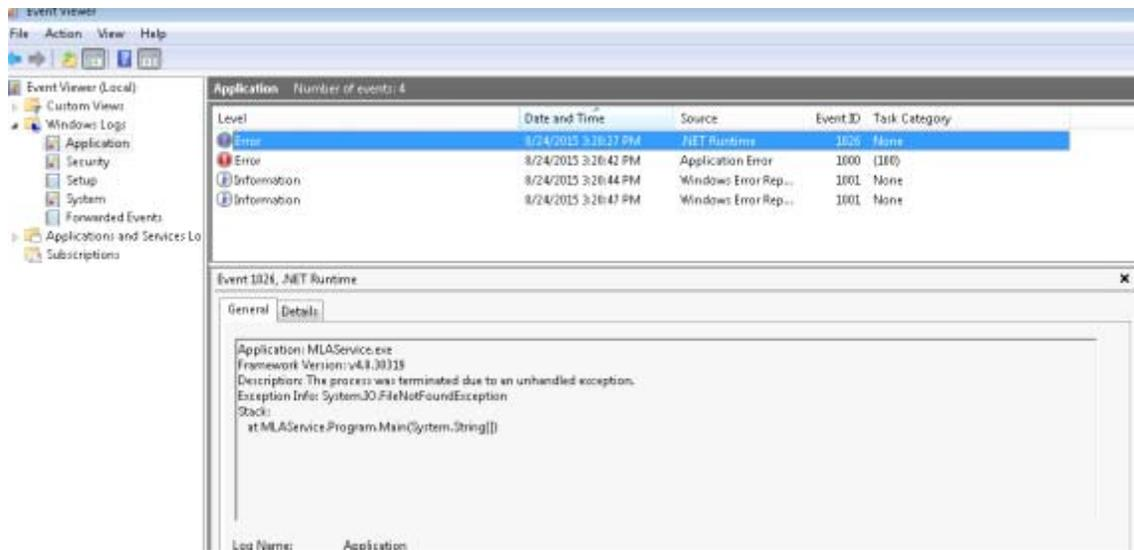 Event Viewer
File Action View Help
Event Viewer (Local)
Custom Views
Windows Logs
Application
Security
Setup
System
Forwarded Events
Applications and Services Lo
Subscriptions
Application Number of events: 4
Level Date and Time Source Event ID Task Category
Error 8/24/2015 3:28:27 PM .NET Runtime 1026 None
Error 8/24/2015 3:28:42 PM Application Error 1000 (100)
Information 8/24/2015 3:28:44 PM Windows Error Rep... 1001 None
Information 8/24/2015 3:28:47 PM Windows Error Rep... 1001 None
Event 1026, .NET Runtime
General Details
Application: MLAService.exe
Framework Version: v4.0.30319
Description: The process was terminated due to an unhandled exception.
Exception Info: System.IO.FileNotFoundException
Stack:
at MLAService.Program.Main(System.String[])
Log Name: Application